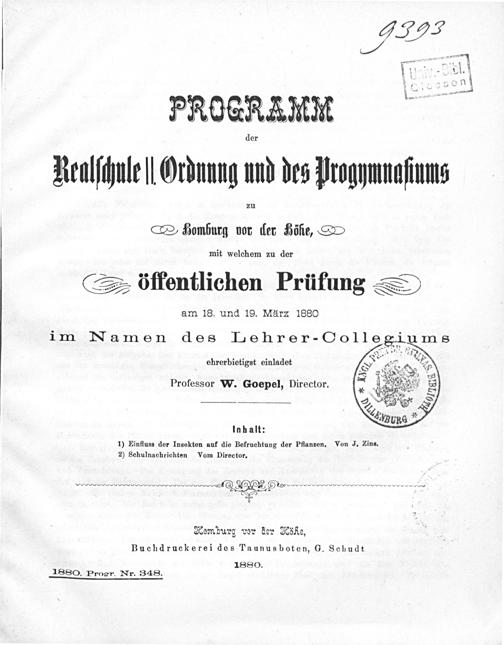 9393
Univ.-Bibl.
Giessen
PROGRAMM
der
Realschule II. Ordnung und des Progymnasiums
zu
Homburg vor der Höhe,
mit welchem zu der
öffentlichen Prüfung
am 18. und 19. März 1880
im Namen des Lehrer-Collegiums
ehrerbietigst einladet
Professor W. Goepel, Director.
DILLENBURG
Inhalt:
1) Einfluss der Insekten auf die Befruchtung der Pflanzen. Von J. Zins.
2) Schulnachrichten Vom Director.
Homburg vor der Höhe,
Buchdruckerei des Taunusboten, G. Schudt
1880.
1880. Progr. Nr. 348.